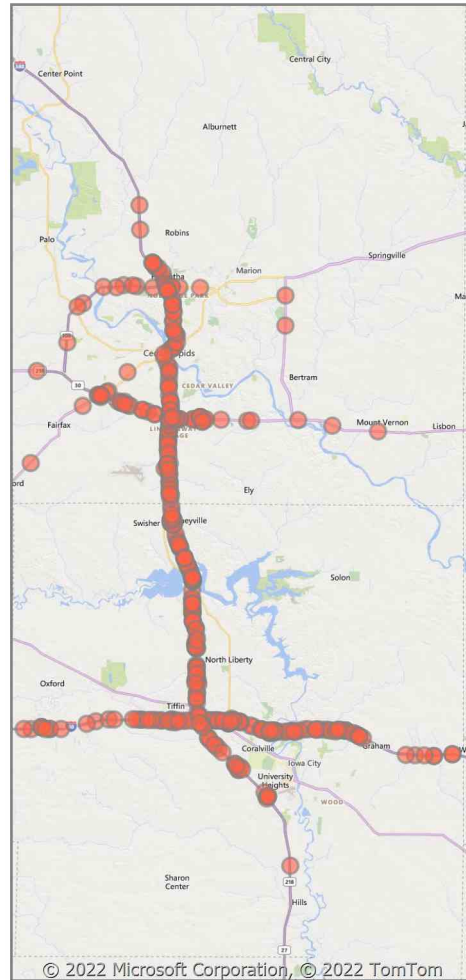 Central City
Center Point
Alburnett
Robins
Palo
Springville
Marion
Bertram
CEDAR VALLEY
30
Mount Vernon
Lisbon
Fairfax
Ely
Swisher
Solon
North Liberty
Oxford
Tiffin
Graham
Coralville
Iowa City
University
Heights
WOOD
Sharon
Center
218
Hills
27
© 2022 Microsoft Corporation, © 2022 TomTom